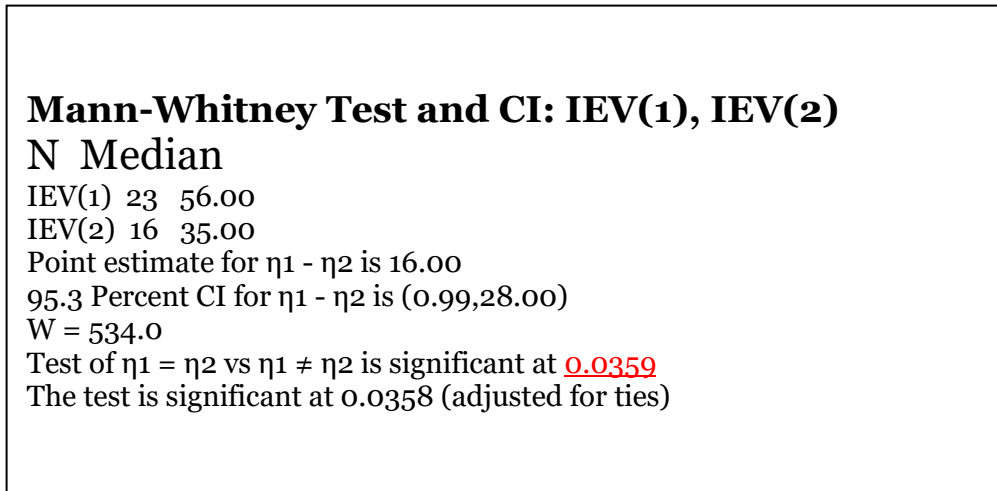 Mann-Whitney Test and CI: IEV(1), IEV(2)
N Median
IEV(1) 23 56.00
IEV(2) 16 35.00
Point estimate for η1 - η2 is 16.00
95.3 Percent CI for η1 - η2 is (0.99,28.00)
W = 534.0
Test of η1 = η2 vs η1 ≠ η2 is significant at 0.0359
The test is significant at 0.0358 (adjusted for ties)